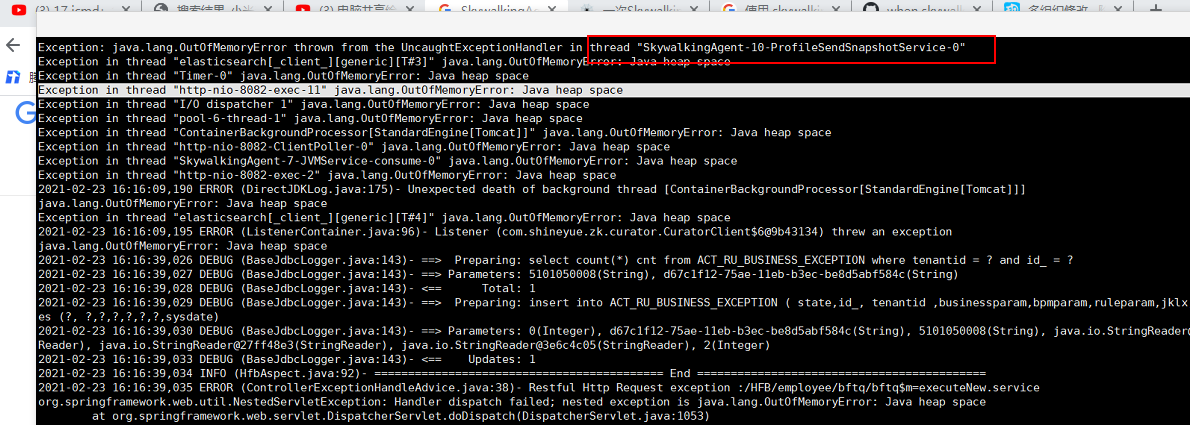 (3) 17.jcmd
搜索结果
(3) 电脑共享
SkywalkingAg
一次Skywalki
使用 skywalking
when skywal
多组织修改
Exception: java.lang.OutOfMemoryError thrown from the UncaughtExceptionHandler in thread "SkywalkingAgent-10-ProfileSendSnapshotService-0"
Exception in thread "elasticsearch[_client_][generic][T#3]" java.lang.OutOfMemoryError: Java heap space
Exception in thread "Timer-0" java.lang.OutOfMemoryError: Java heap space
Exception in thread "http-nio-8082-exec-11" java.lang.OutOfMemoryError: Java heap space
Exception in thread "I/O dispatcher 1" java.lang.OutOfMemoryError: Java heap space
Exception in thread "pool-6-thread-1" java.lang.OutOfMemoryError: Java heap space
Exception in thread "ContainerBackgroundProcessor[StandardEngine[Tomcat]]" java.lang.OutOfMemoryError: Java heap space
Exception in thread "http-nio-8082-ClientPoller-0" java.lang.OutOfMemoryError: Java heap space
Exception in thread "SkywalkingAgent-7-JVMService-consume-0" java.lang.OutOfMemoryError: Java heap space
Exception in thread "http-nio-8082-exec-2" java.lang.OutOfMemoryError: Java heap space
2021-02-23 16:16:09,190 ERROR (DirectJDKLog.java:175)- Unexpected death of background thread [ContainerBackgroundProcessor[StandardEngine[Tomcat]]]
java.lang.OutOfMemoryError: Java heap space
Exception in thread "elasticsearch[_client_][generic][T#4]" java.lang.OutOfMemoryError: Java heap space
2021-02-23 16:16:09,195 ERROR (ListenerContainer.java:96)- Listener (com.shineyue.zk.curator.CuratorClient$6@9b43134) threw an exception
java.lang.OutOfMemoryError: Java heap space
2021-02-23 16:16:39,026 DEBUG (BaseJdbcLogger.java:143)- ==>  Preparing: select count(*) cnt from ACT_RU_BUSINESS_EXCEPTION where tenantid = ? and id_ = ?
2021-02-23 16:16:39,027 DEBUG (BaseJdbcLogger.java:143)- ==> Parameters: 5101050008(String), d67c1f12-75ae-11eb-b3ec-be8d5abf584c(String)
2021-02-23 16:16:39,028 DEBUG (BaseJdbcLogger.java:143)- <==      Total: 1
2021-02-23 16:16:39,029 DEBUG (BaseJdbcLogger.java:143)- ==>  Preparing: insert into ACT_RU_BUSINESS_EXCEPTION ( state,id_, tenantid ,businessparam,bpmparam,ruleparam,jklx
es (?, ?,?,?,?,?,?,sysdate)
2021-02-23 16:16:39,030 DEBUG (BaseJdbcLogger.java:143)- ==> Parameters: 0(Integer), d67c1f12-75ae-11eb-b3ec-be8d5abf584c(String), 5101050008(String), java.io.StringReader@
Reader), java.io.StringReader@27ff48e3(StringReader), java.io.StringReader@3e6c4c05(StringReader), 2(Integer)
2021-02-23 16:16:39,033 DEBUG (BaseJdbcLogger.java:143)- <==    Updates: 1
2021-02-23 16:16:39,034 INFO (HfbAspect.java:92)- ========================================== End ==========================================
2021-02-23 16:16:39,035 ERROR (ControllerExceptionHandleAdvice.java:38)- Restful Http Request exception :/HFB/employee/bftq/bftq$m=executeNew.service
org.springframework.web.util.NestedServletException: Handler dispatch failed; nested exception is java.lang.OutOfMemoryError: Java heap space
at org.springframework.web.servlet.DispatcherServlet.doDispatch(DispatcherServlet.java:1053)